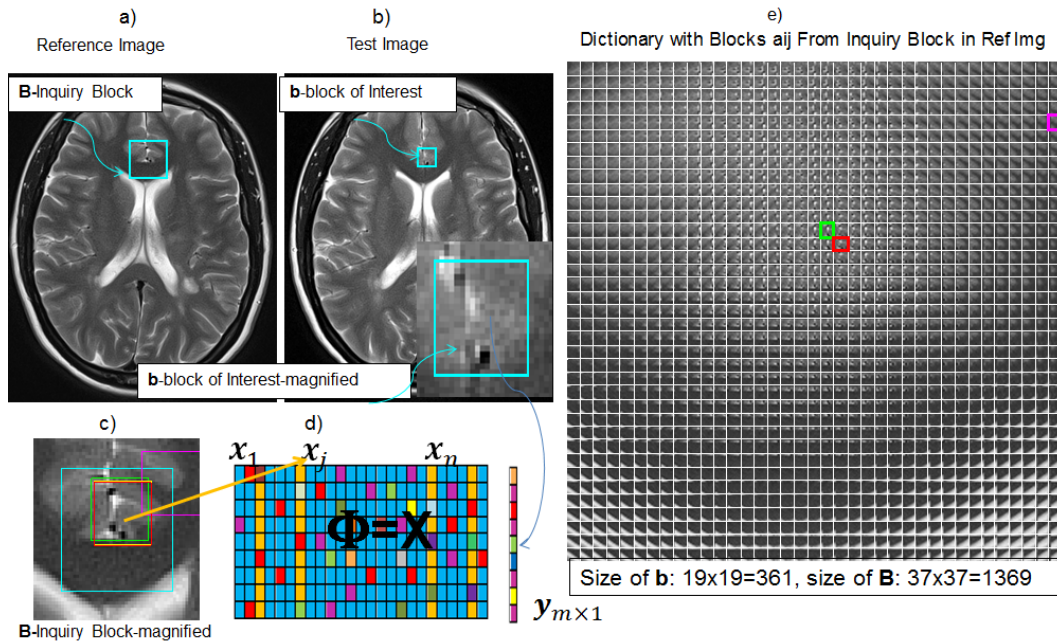 a)
Reference Image
b)
Test Image
e)
Dictionary with Blocks aij From Inquiry Block in Ref Img
B-Inquiry Block
b-block of Interest
b-block of Interest-magnified
c)
d)
x₁
xⱼ
xₙ
Φ=X
yₘ×₁
B-Inquiry Block-magnified
Size of b: 19x19=361, size of B: 37x37=1369